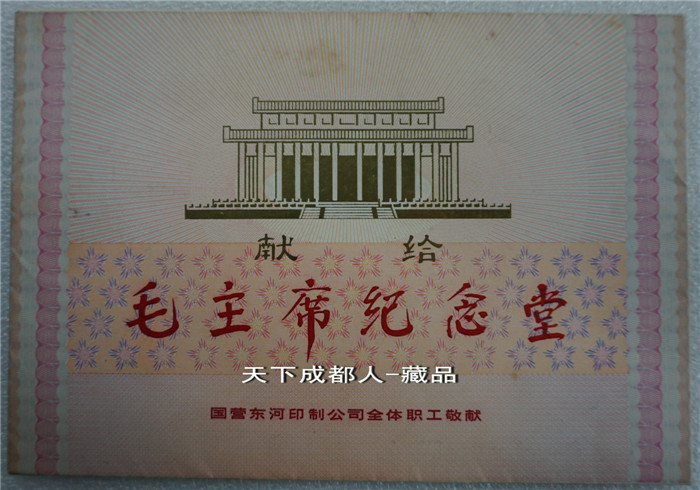 献给
毛主席纪念堂
天下成都人-藏品
国营东河印制公司全体职工敬献